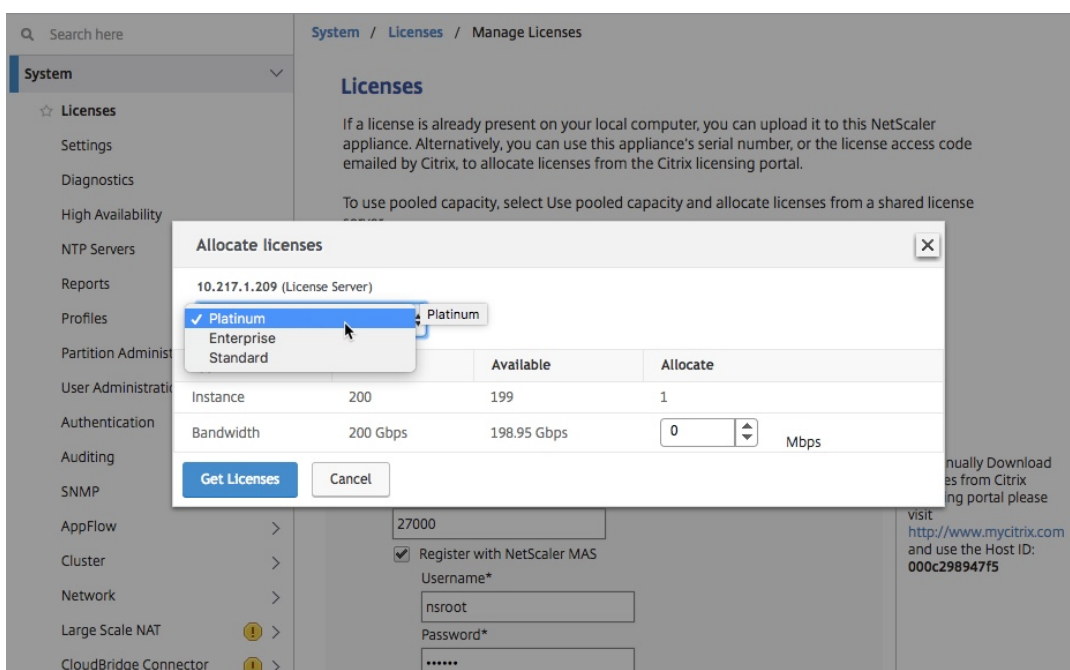 Search here
System / Licenses / Manage Licenses
System
Licenses
Licenses
If a license is already present on your local computer, you can upload it to this NetScaler
appliance. Alternatively, you can use this appliance's serial number, or the license access code
emailed by Citrix, to allocate licenses from the Citrix licensing portal.
To use pooled capacity, select Use pooled capacity and allocate licenses from a shared license
Settings
Diagnostics
High Availability
NTP Servers
Reports
Profiles
Partition Administ
User Administratio
Authentication
Auditing
SNMP
AppFlow
Cluster
Network
Large Scale NAT
CloudBridge Connector
Allocate licenses
10.217.1.209 (License Server)
Platinum
Platinum
Enterprise
Standard
Available Allocate
Instance 200 199 1
Bandwidth 200 Gbps 198.95 Gbps 0 Mbps
Get Licenses Cancel
nually Download
es from Citrix
ing portal please
visit
http://www.mycitrix.com
and use the Host ID:
000c298947f5
27000
Register with NetScaler MAS
Username*
nsroot
Password*
••••••